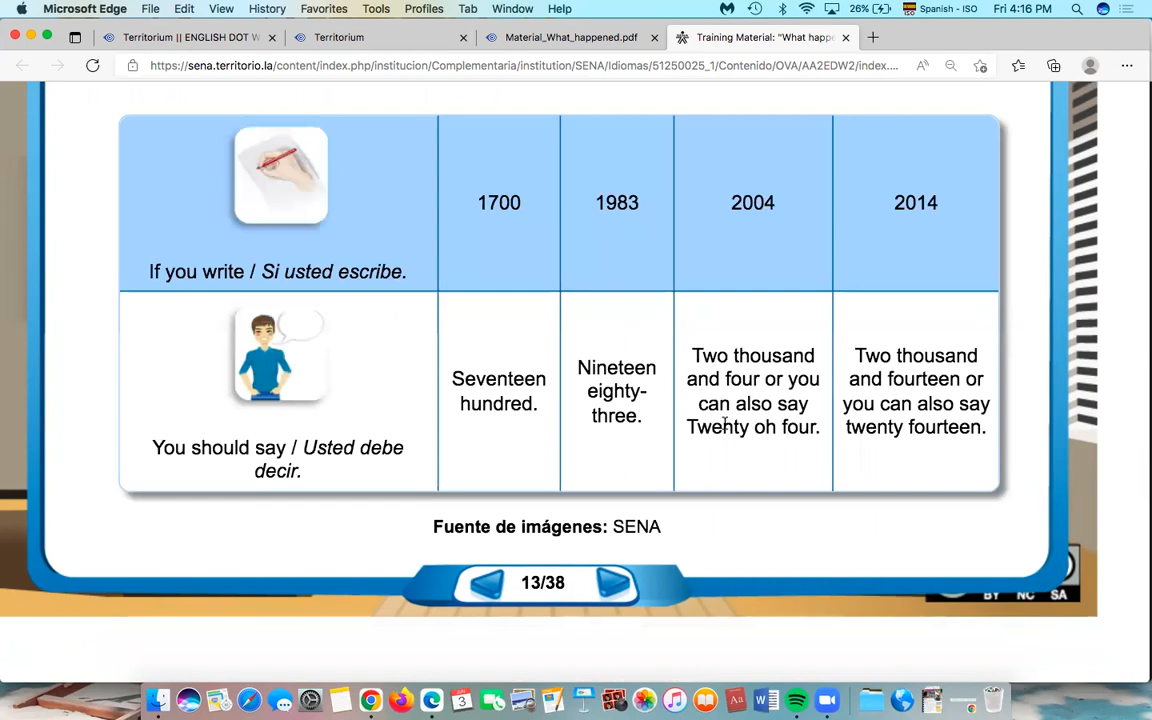 Microsoft Edge File Edit View History Favorites Tools Profiles Tab Window Help 26% Spanish - ISO Fri 4:16 PM
Territorium || ENGLISH DOT W Territorium Material_What_happened.pdf Training Material: "What happe
https://sena.territorio.la/content/index.php/institucion/Complementaria/institution/SENA/Idiomas/51250025_1/Contenido/OVA/AA2EDW2/index....
If you write / Si usted escribe.
1700
1983
2004
2014
You should say / Usted debe
decir.
Seventeen
hundred.
Nineteen
eighty-
three.
Two thousand
and four or you
can also say
Twenty oh four.
Two thousand
and fourteen or
you can also say
twenty fourteen.
Fuente de imágenes: SENA
13/38
BY NC SA